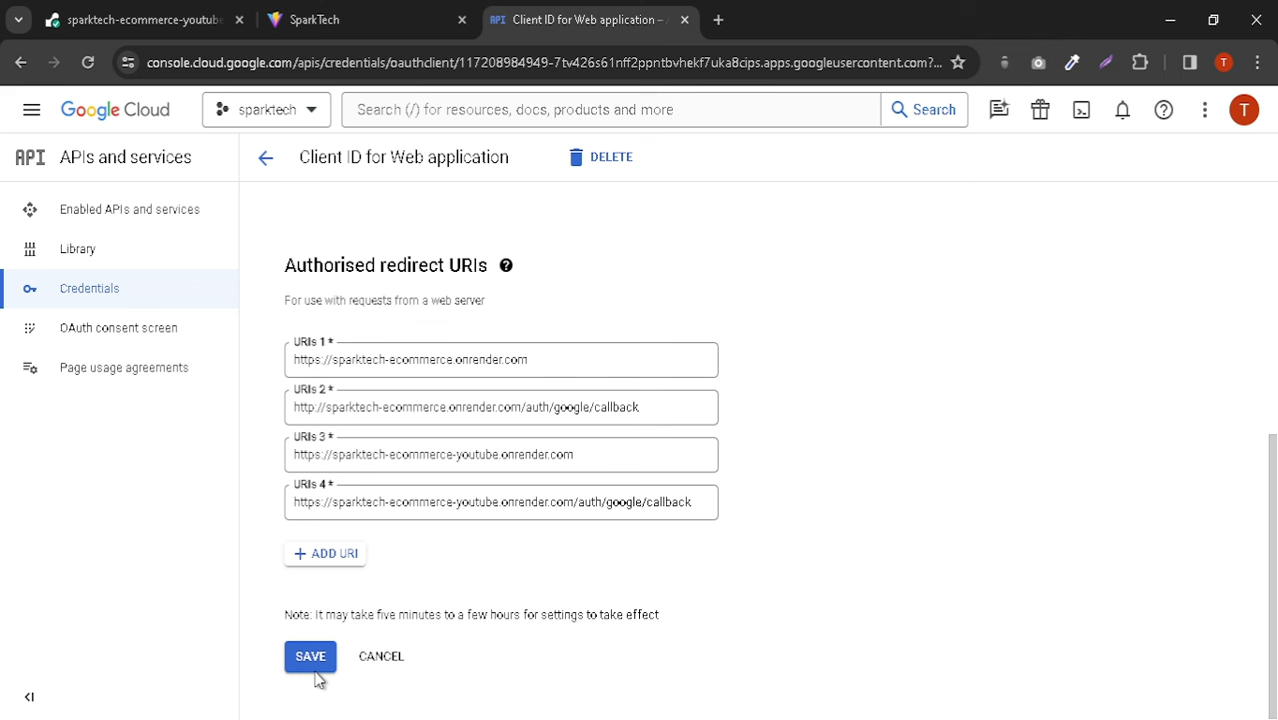 sparktech-ecommerce-youtube
SparkTech
API Client ID for Web application –
console.cloud.google.com/apis/credentials/oauthclient/117208984949-7tv426s61nff2ppntbvhekf7uka8cips.apps.googleusercontent.com?...
T
Google Cloud
sparktech
Search (/) for resources, docs, products and more
Search
T
API APIs and services
Client ID for Web application
DELETE
Enabled APIs and services
Library
Credentials
OAuth consent screen
Page usage agreements
Authorised redirect URIs
For use with requests from a web server
URIs 1 *
https://sparktech-ecommerce.onrender.com
URIs 2 *
http://sparktech-ecommerce.onrender.com/auth/google/callback
URIs 3 *
https://sparktech-ecommerce-youtube.onrender.com
URIs 4 *
https://sparktech-ecommerce-youtube.onrender.com/auth/google/callback
+ ADD URI
Note: It may take five minutes to a few hours for settings to take effect
SAVE
CANCEL